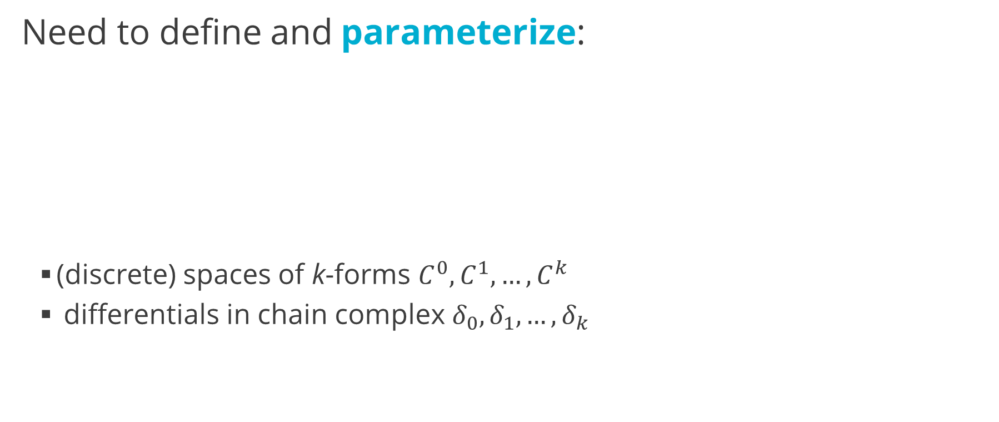 Need to define and parameterize:
▪ (discrete) spaces of k-forms C⁰, C¹, … , Cᵏ
▪ differentials in chain complex δ₀, δ₁, … , δₖ